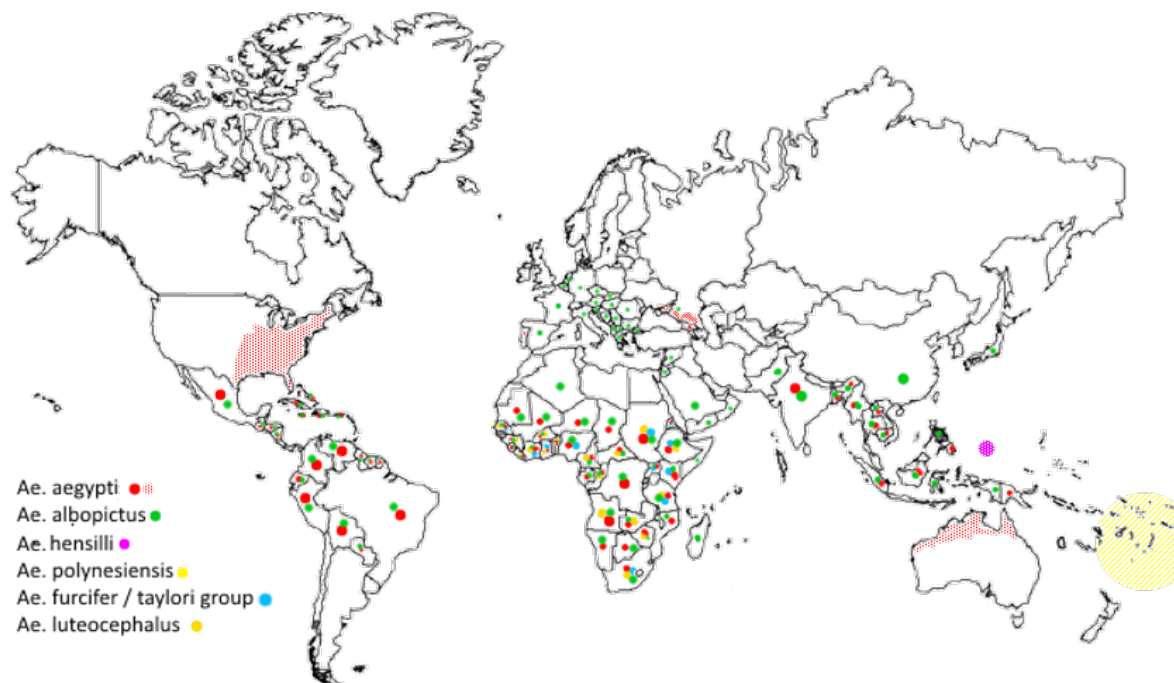 Ae. aegypti
Ae. albopictus
Ae. hensilli
Ae. polynesiensis
Ae. furcifer / taylori group
Ae. luteocephalus